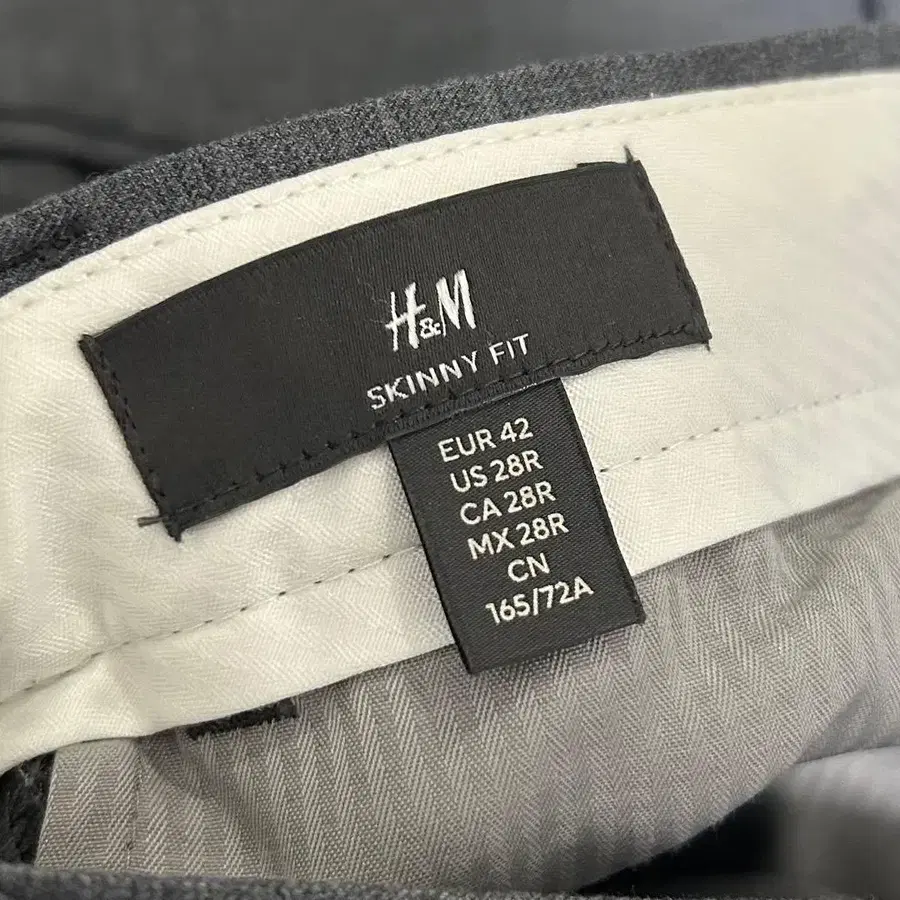 H&M
SKINNY FIT
EUR 42
US 28R
CA 28R
MX 28R
CN
165/72A